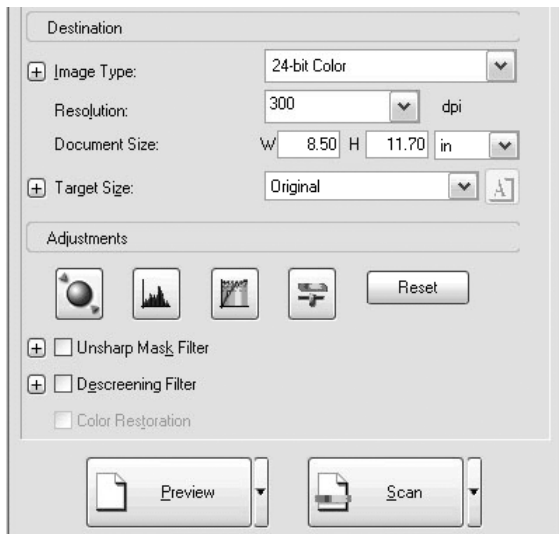 Destination
Image Type: 24-bit Color
Resolution: 300 dpi
Document Size: W 8.50 H 11.70 in
Target Size: Original A
Adjustments
Reset
Unsharp Mask Filter
Descreening Filter
Color Restoration
Preview Scan